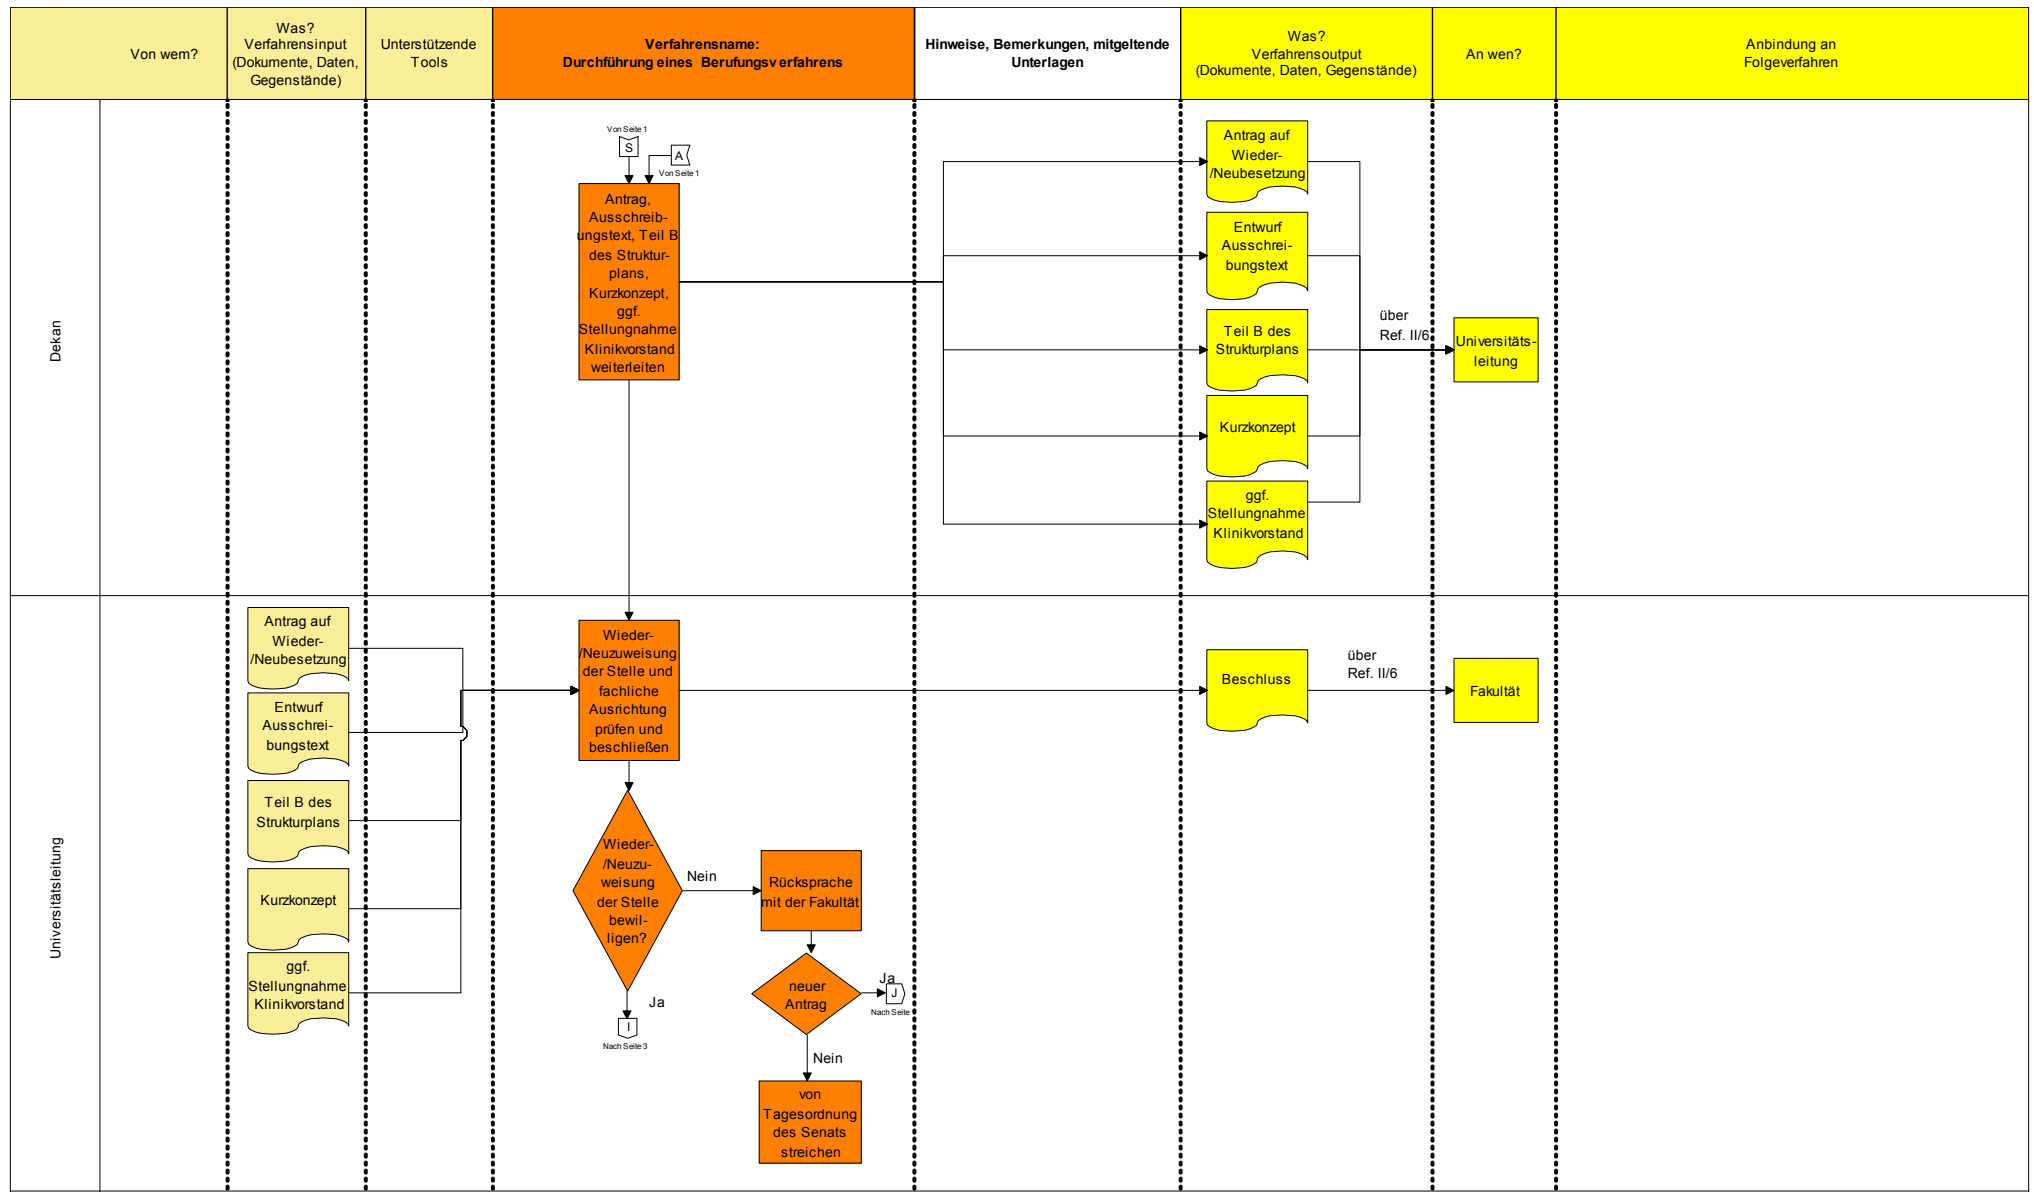 Von wem?
Was?
Verfahrensinput
(Dokumente, Daten,
Gegenstände)
Unterstützende
Tools
Verfahrensname:
Durchführung eines Berufungsverfahrens
Hinweise, Bemerkungen, mitgeltende
Unterlagen
Was?
Verfahrensoutput
(Dokumente, Daten, Gegenstände)
An wen?
Anbindung an
Folgeverfahren
Dekan
Von Seite 1
S
A
Von Seite 1
Antrag,
Ausschreib-
ungstext, Teil B
des Struktur-
plans,
Kurzkonzept,
ggf.
Stellungnahme
Klinikvorstand
weiterleiten
Antrag auf
Wieder-
/Neubesetzung
Entwurf
Ausschrei-
bungstext
Teil B des
Strukturplans
Kurzkonzept
ggf.
Stellungnahme
Klinikvorstand
über
Ref. II/6
Universitäts-
leitung
Universitätsleitung
Antrag auf
Wieder-
/Neubesetzung
Entwurf
Ausschrei-
bungstext
Teil B des
Strukturplans
Kurzkonzept
ggf.
Stellungnahme
Klinikvorstand
Wieder-
/Neuzuweisung
der Stelle und
fachliche
Ausrichtung
prüfen und
beschließen
Beschluss
über
Ref. II/6
Fakultät
Wieder-
/Neuzu-
weisung
der Stelle
bewil-
ligen?
Nein
Rücksprache
mit der Fakultät
Ja
I
Nach Seite 3
neuer
Antrag
Ja
J
Nach Seite
Nein
von
Tagesordnung
des Senats
streichen